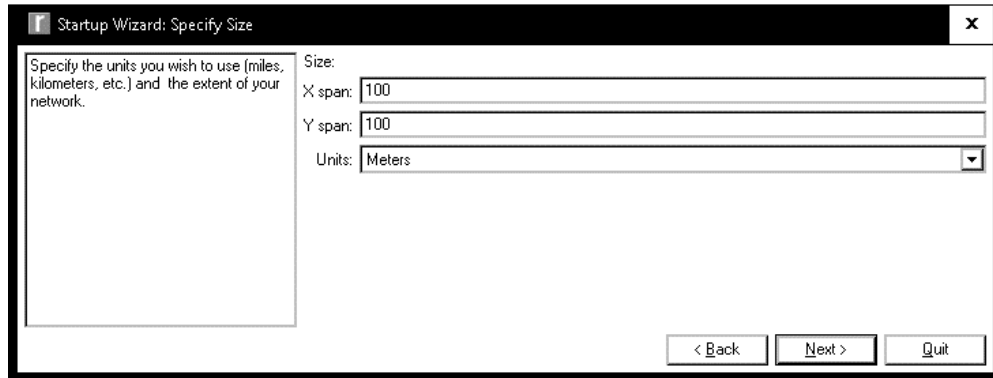 Startup Wizard: Specify Size
x
Specify the units you wish to use (miles,
kilometers, etc.) and the extent of your
network.
Size:
X span: 100
Y span: 100
Units: Meters
< Back Next > Quit